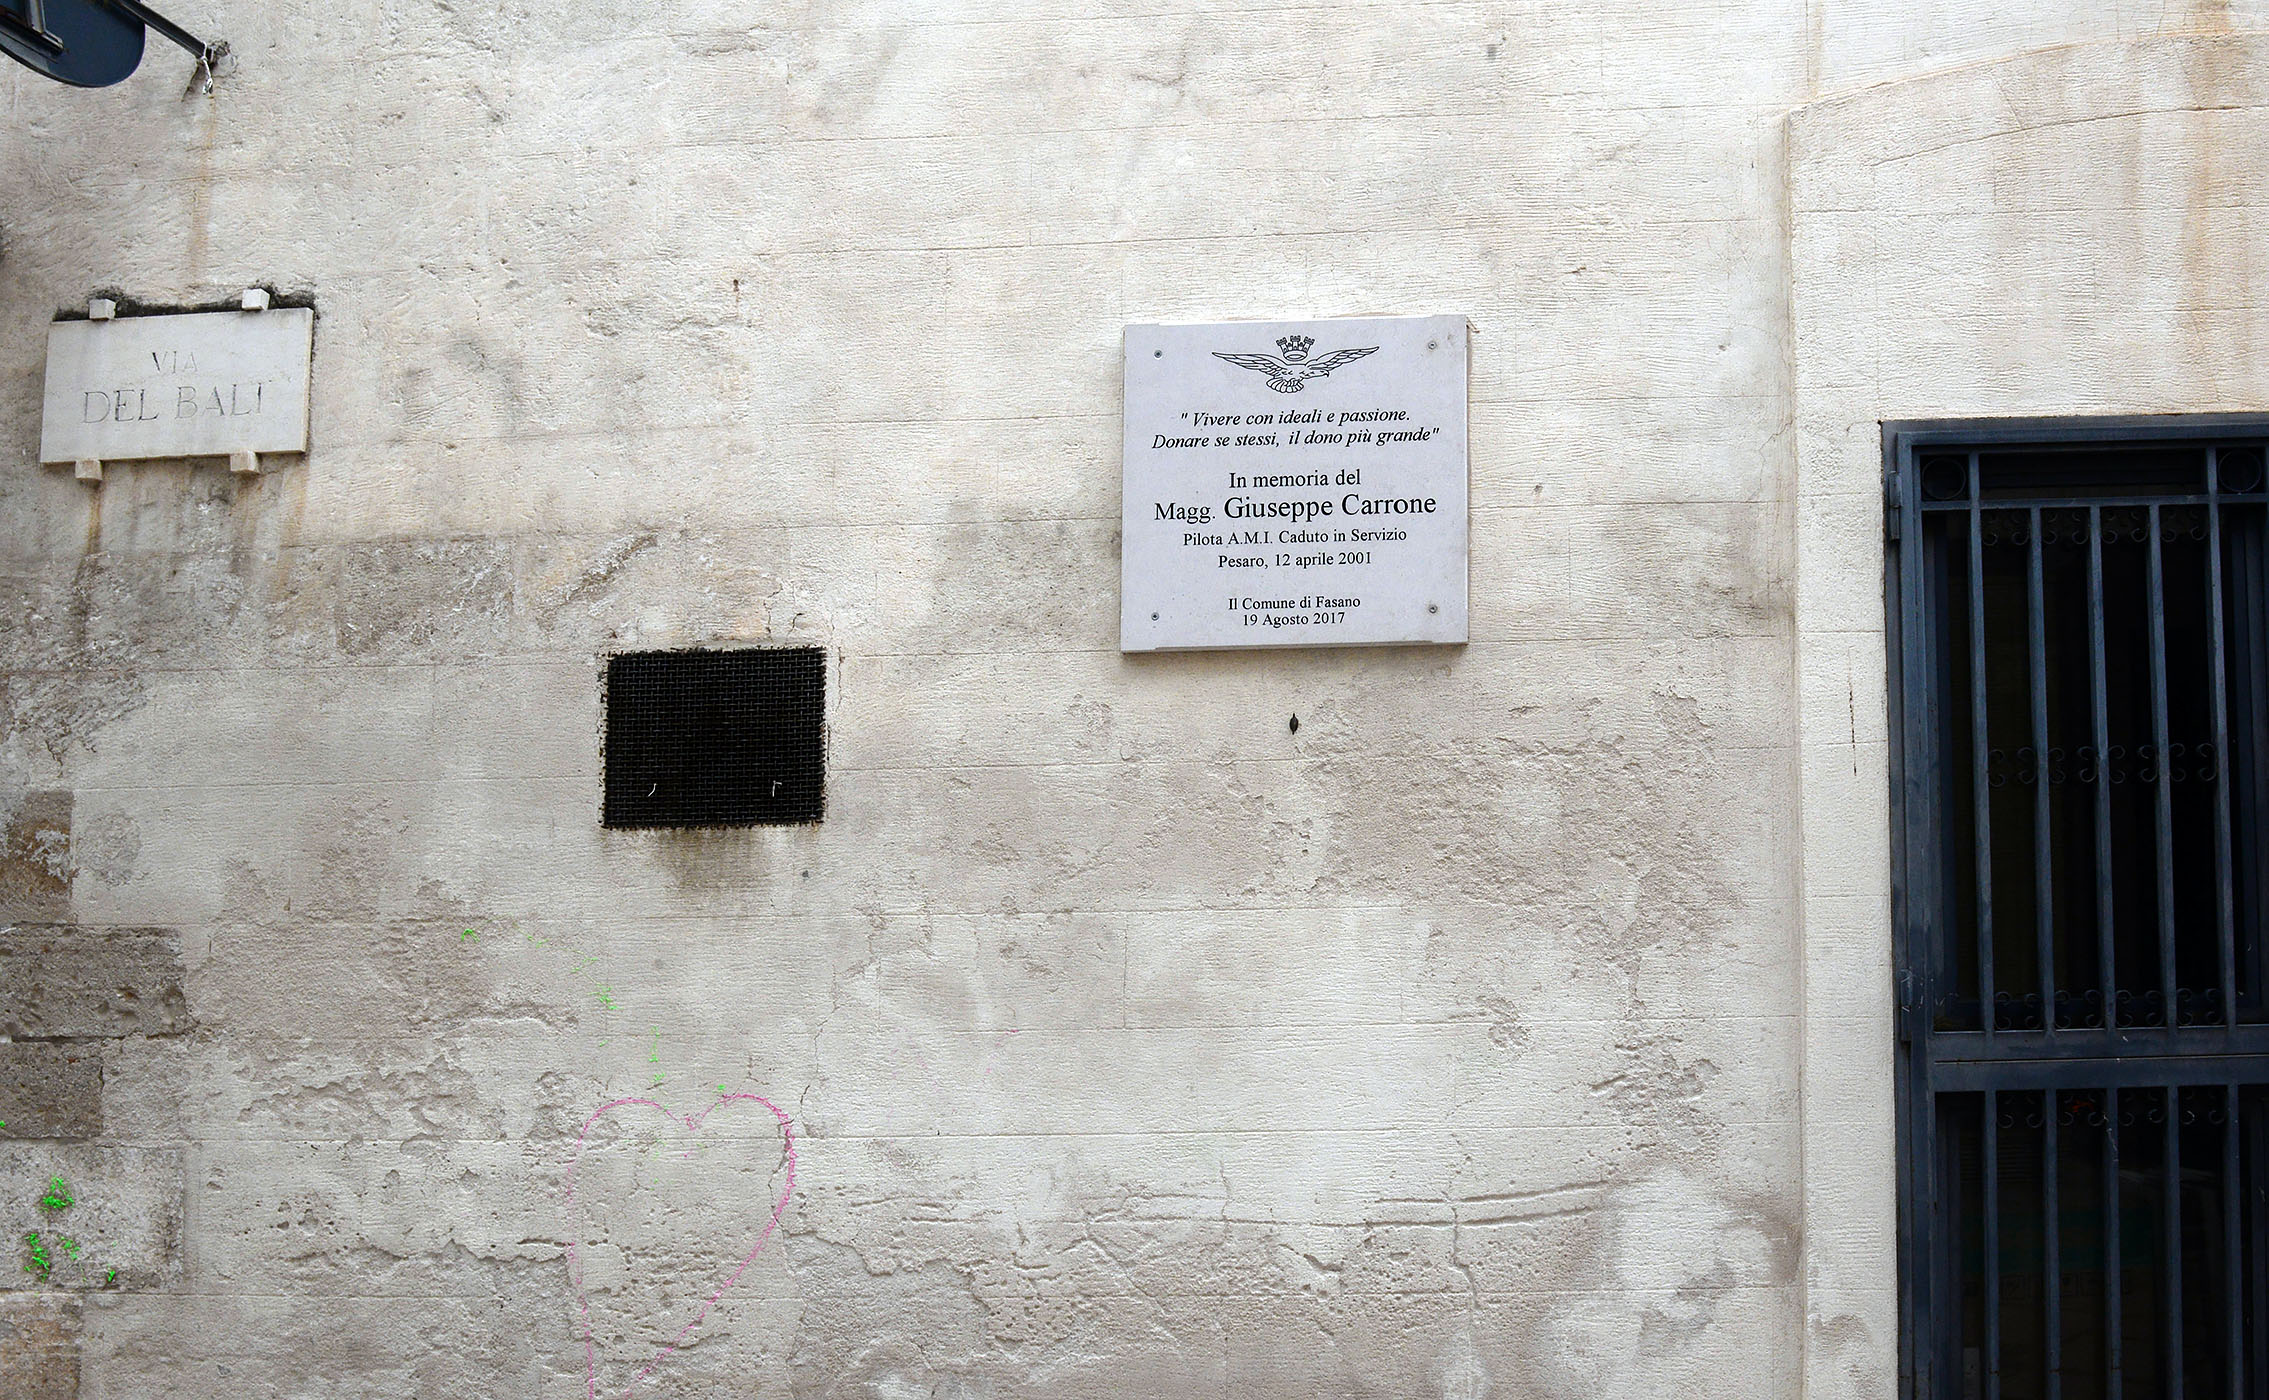 VIA
DEL BALÌ
" Vivere con ideali e passione.
Donare se stessi, il dono più grande"
In memoria del
Magg. Giuseppe Carrone
Pilota A.M.I. Caduto in Servizio
Pesaro, 12 aprile 2001
Il Comune di Fasano
19 Agosto 2017